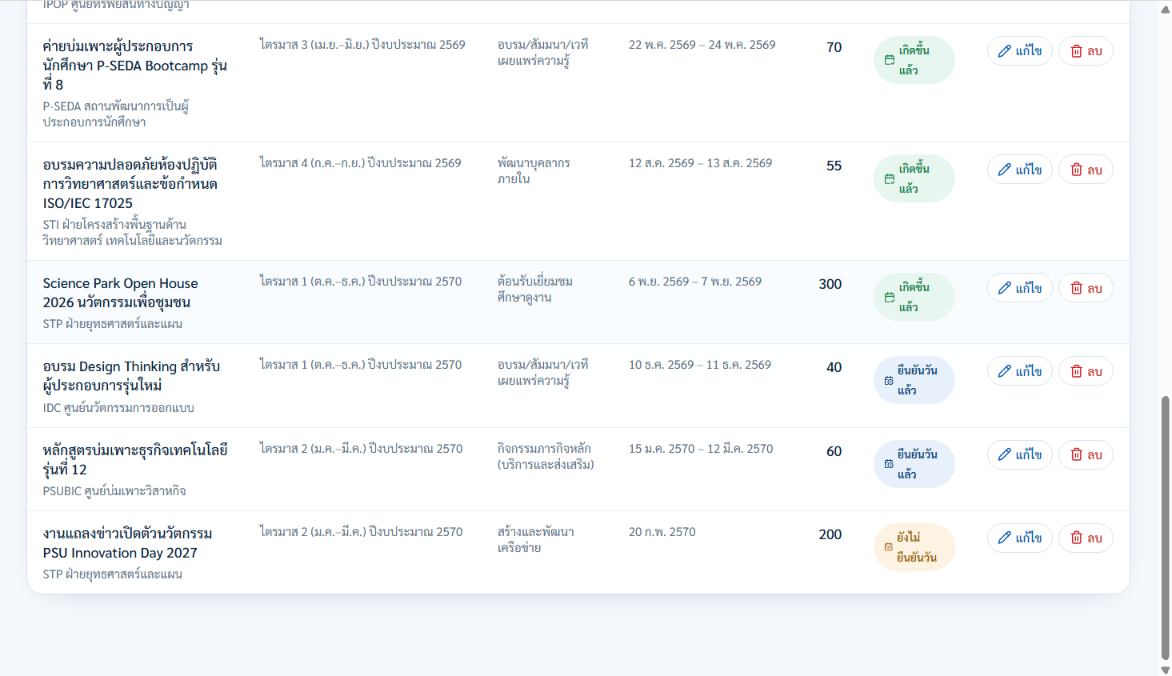 IPOP ศูนย์ทรัพย์สินทางปัญญา
ค่ายบ่มเพาะผู้ประกอบการ
นักศึกษา P-SEDA Bootcamp รุ่น
ที่ 8
P-SEDA สถานพัฒนาการเป็นผู้
ประกอบการนักศึกษา
ไตรมาส 3 (เม.ย.–มิ.ย.) ปีงบประมาณ 2569
อบรม/สัมมนา/เวที
เผยแพร่ความรู้
22 พ.ค. 2569 – 24 พ.ค. 2569
70
เกิดขึ้น
แล้ว
แก้ไข
ลบ
อบรมความปลอดภัยห้องปฏิบัติ
การวิทยาศาสตร์และข้อกำหนด
ISO/IEC 17025
STI ฝ่ายโครงสร้างพื้นฐานด้าน
วิทยาศาสตร์ เทคโนโลยีและนวัตกรรม
ไตรมาส 4 (ก.ค.–ก.ย.) ปีงบประมาณ 2569
พัฒนาบุคลากร
ภายใน
12 ส.ค. 2569 – 13 ส.ค. 2569
55
เกิดขึ้น
แล้ว
แก้ไข
ลบ
Science Park Open House
2026 นวัตกรรมเพื่อชุมชน
STP ฝ่ายยุทธศาสตร์และแผน
ไตรมาส 1 (ต.ค.–ธ.ค.) ปีงบประมาณ 2570
ต้อนรับเยี่ยมชม
ศึกษาดูงาน
6 พ.ย. 2569 – 7 พ.ย. 2569
300
เกิดขึ้น
แล้ว
แก้ไข
ลบ
อบรม Design Thinking สำหรับ
ผู้ประกอบการรุ่นใหม่
IDC ศูนย์นวัตกรรมการออกแบบ
ไตรมาส 1 (ต.ค.–ธ.ค.) ปีงบประมาณ 2570
อบรม/สัมมนา/เวที
เผยแพร่ความรู้
10 ธ.ค. 2569 – 11 ธ.ค. 2569
40
ยืนยันวัน
แล้ว
แก้ไข
ลบ
หลักสูตรบ่มเพาะธุรกิจเทคโนโลยี
รุ่นที่ 12
PSUBIC ศูนย์บ่มเพาะวิสาหกิจ
ไตรมาส 2 (ม.ค.–มี.ค.) ปีงบประมาณ 2570
กิจกรรมภารกิจหลัก
(บริการและส่งเสริม)
15 ม.ค. 2570 – 12 มี.ค. 2570
60
ยืนยันวัน
แล้ว
แก้ไข
ลบ
งานแถลงข่าวเปิดตัวนวัตกรรม
PSU Innovation Day 2027
STP ฝ่ายยุทธศาสตร์และแผน
ไตรมาส 2 (ม.ค.–มี.ค.) ปีงบประมาณ 2570
สร้างและพัฒนา
เครือข่าย
20 ก.พ. 2570
200
ยังไม่
ยืนยันวัน
แก้ไข
ลบ